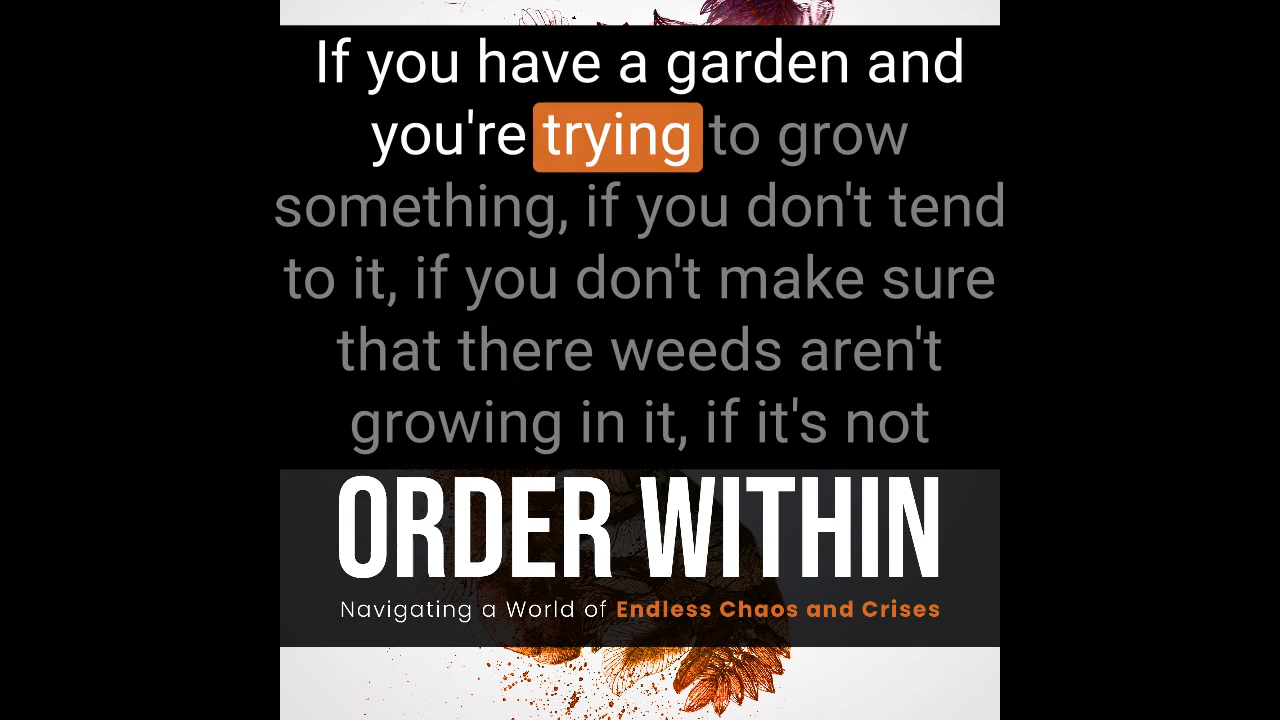 If you have a garden and
you're trying to grow
something, if you don't tend
to it, if you don't make sure
that there weeds aren't
growing in it, if it's not
ORDER WITHIN
Navigating a World of Endless Chaos and Crises